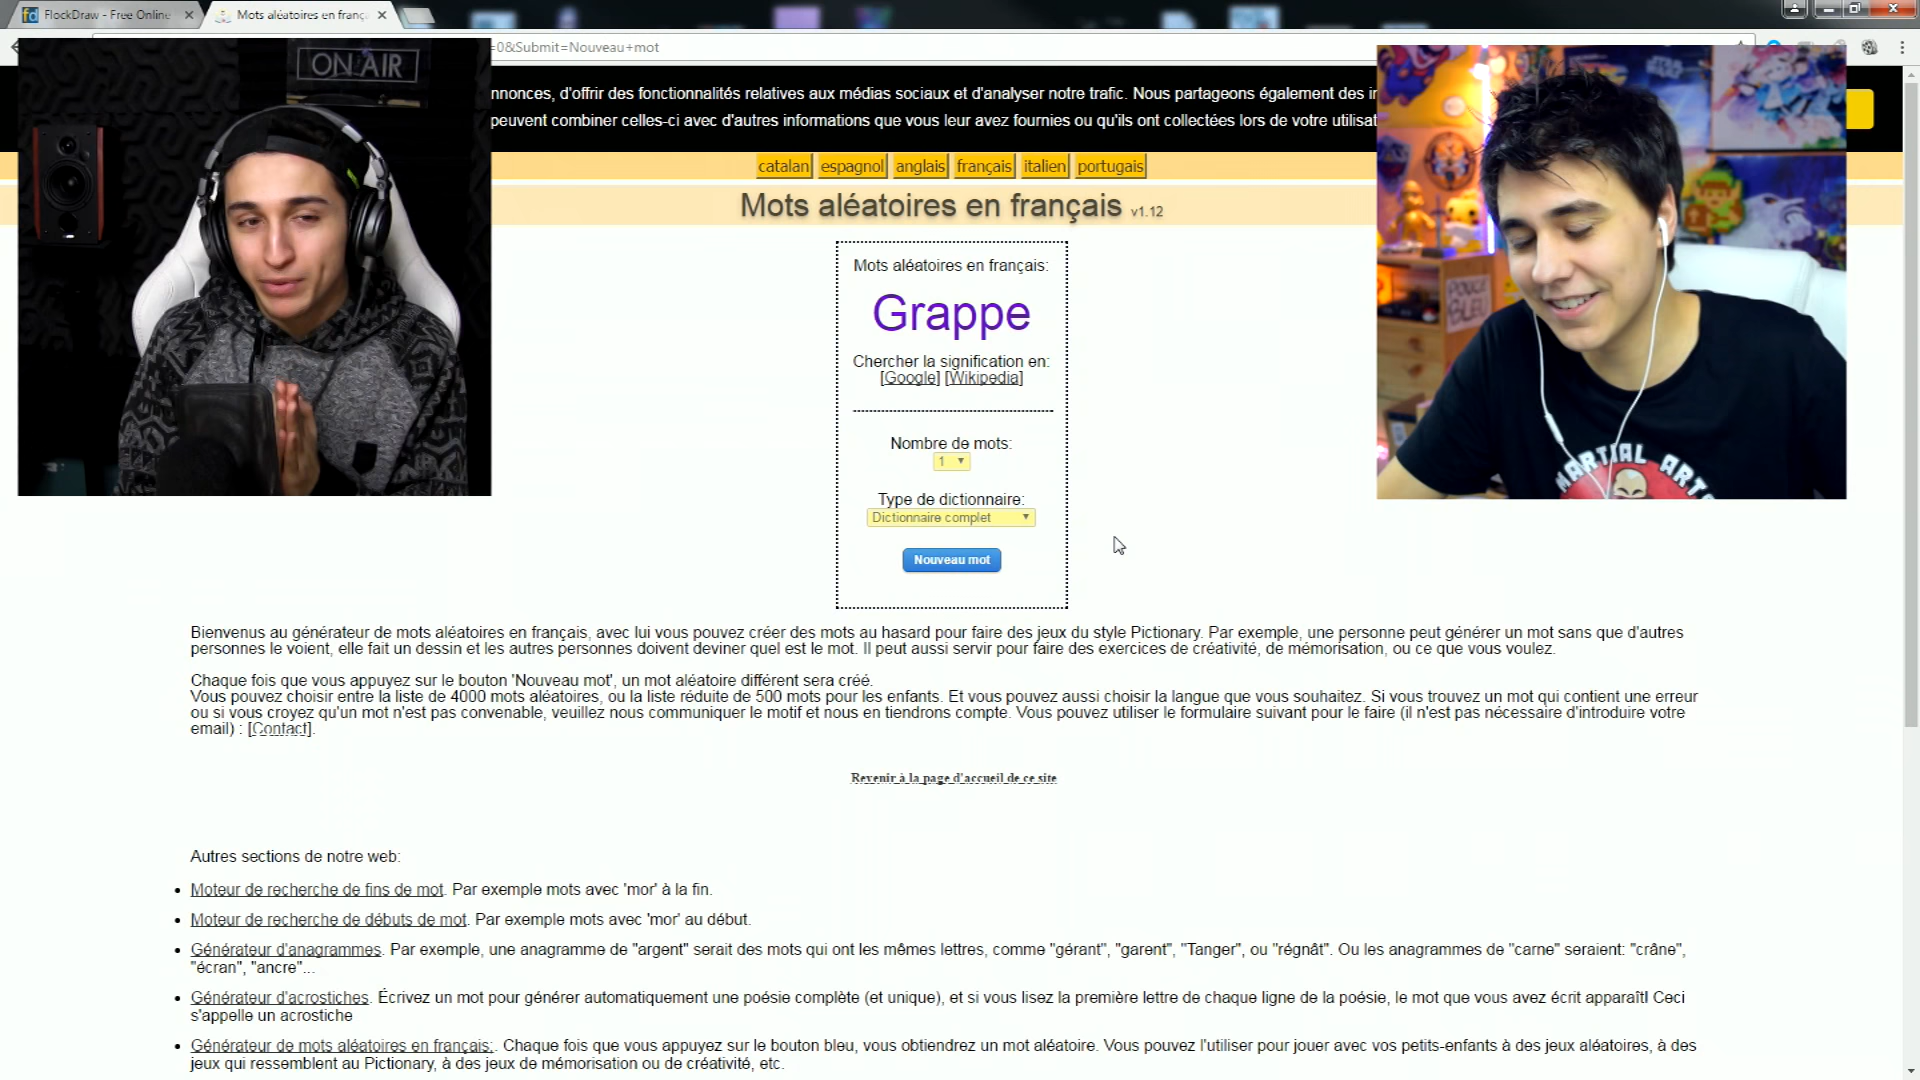 FlockDraw - Free Online
Mots aléatoires en franç
=0&Submit=Nouveau+mot
ON AIR
nnonces, d'offrir des fonctionnalités relatives aux médias sociaux et d'analyser notre trafic. Nous partageons également des in
peuvent combiner celles-ci avec d'autres informations que vous leur avez fournies ou qu'ils ont collectées lors de votre utilisat
catalan espagnol anglais français italien portugais
Mots aléatoires en français v1.12
Mots aléatoires en français:
Grappe
Chercher la signification en:
[Google] [Wikipedia]
Nombre de mots:
1
Type de dictionnaire:
Dictionnaire complet
Nouveau mot
STAR WARS
POUCE
BLEU
MARTIAL ARTS
Bienvenus au générateur de mots aléatoires en français, avec lui vous pouvez créer des mots au hasard pour faire des jeux du style Pictionary. Par exemple, une personne peut générer un mot sans que d'autres
personnes le voient, elle fait un dessin et les autres personnes doivent deviner quel est le mot. Il peut aussi servir pour faire des exercices de créativité, de mémorisation, ou ce que vous voulez.
Chaque fois que vous appuyez sur le bouton 'Nouveau mot', un mot aléatoire différent sera créé.
Vous pouvez choisir entre la liste de 4000 mots aléatoires, ou la liste réduite de 500 mots pour les enfants. Et vous pouvez aussi choisir la langue que vous souhaitez. Si vous trouvez un mot qui contient une erreur
ou si vous croyez qu'un mot n'est pas convenable, veuillez nous communiquer le motif et nous en tiendrons compte. Vous pouvez utiliser le formulaire suivant pour le faire (il n'est pas nécessaire d'introduire votre
email) : [Contact].
Revenir à la page d'accueil de ce site
Autres sections de notre web:
Moteur de recherche de fins de mot. Par exemple mots avec 'mor' à la fin.
Moteur de recherche de débuts de mot. Par exemple mots avec 'mor' au début.
Générateur d'anagrammes. Par exemple, une anagramme de "argent" serait des mots qui ont les mêmes lettres, comme "gérant", "garent", "Tanger", ou "régnât". Ou les anagrammes de "carne" seraient: "crâne",
"écran", "ancre"...
Générateur d'acrostiches. Écrivez un mot pour générer automatiquement une poésie complète (et unique), et si vous lisez la première lettre de chaque ligne de la poésie, le mot que vous avez écrit apparaît! Ceci
s'appelle un acrostiche
Générateur de mots aléatoires en français:. Chaque fois que vous appuyez sur le bouton bleu, vous obtiendrez un mot aléatoire. Vous pouvez l'utiliser pour jouer avec vos petits-enfants à des jeux aléatoires, à des
jeux qui ressemblent au Pictionary, à des jeux de mémorisation ou de créativité, etc.